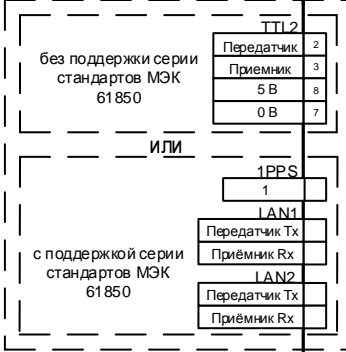 TTL2
без поддержки серии
стандартов МЭК
61850
Передатчик 2
Приемник 3
5 В 8
0 В 7
ИЛИ
1PPS
1
LAN1
Передатчик Tx
Приёмник Rx
с поддержкой серии
стандартов МЭК
61850
LAN2
Передатчик Tx
Приёмник Rx